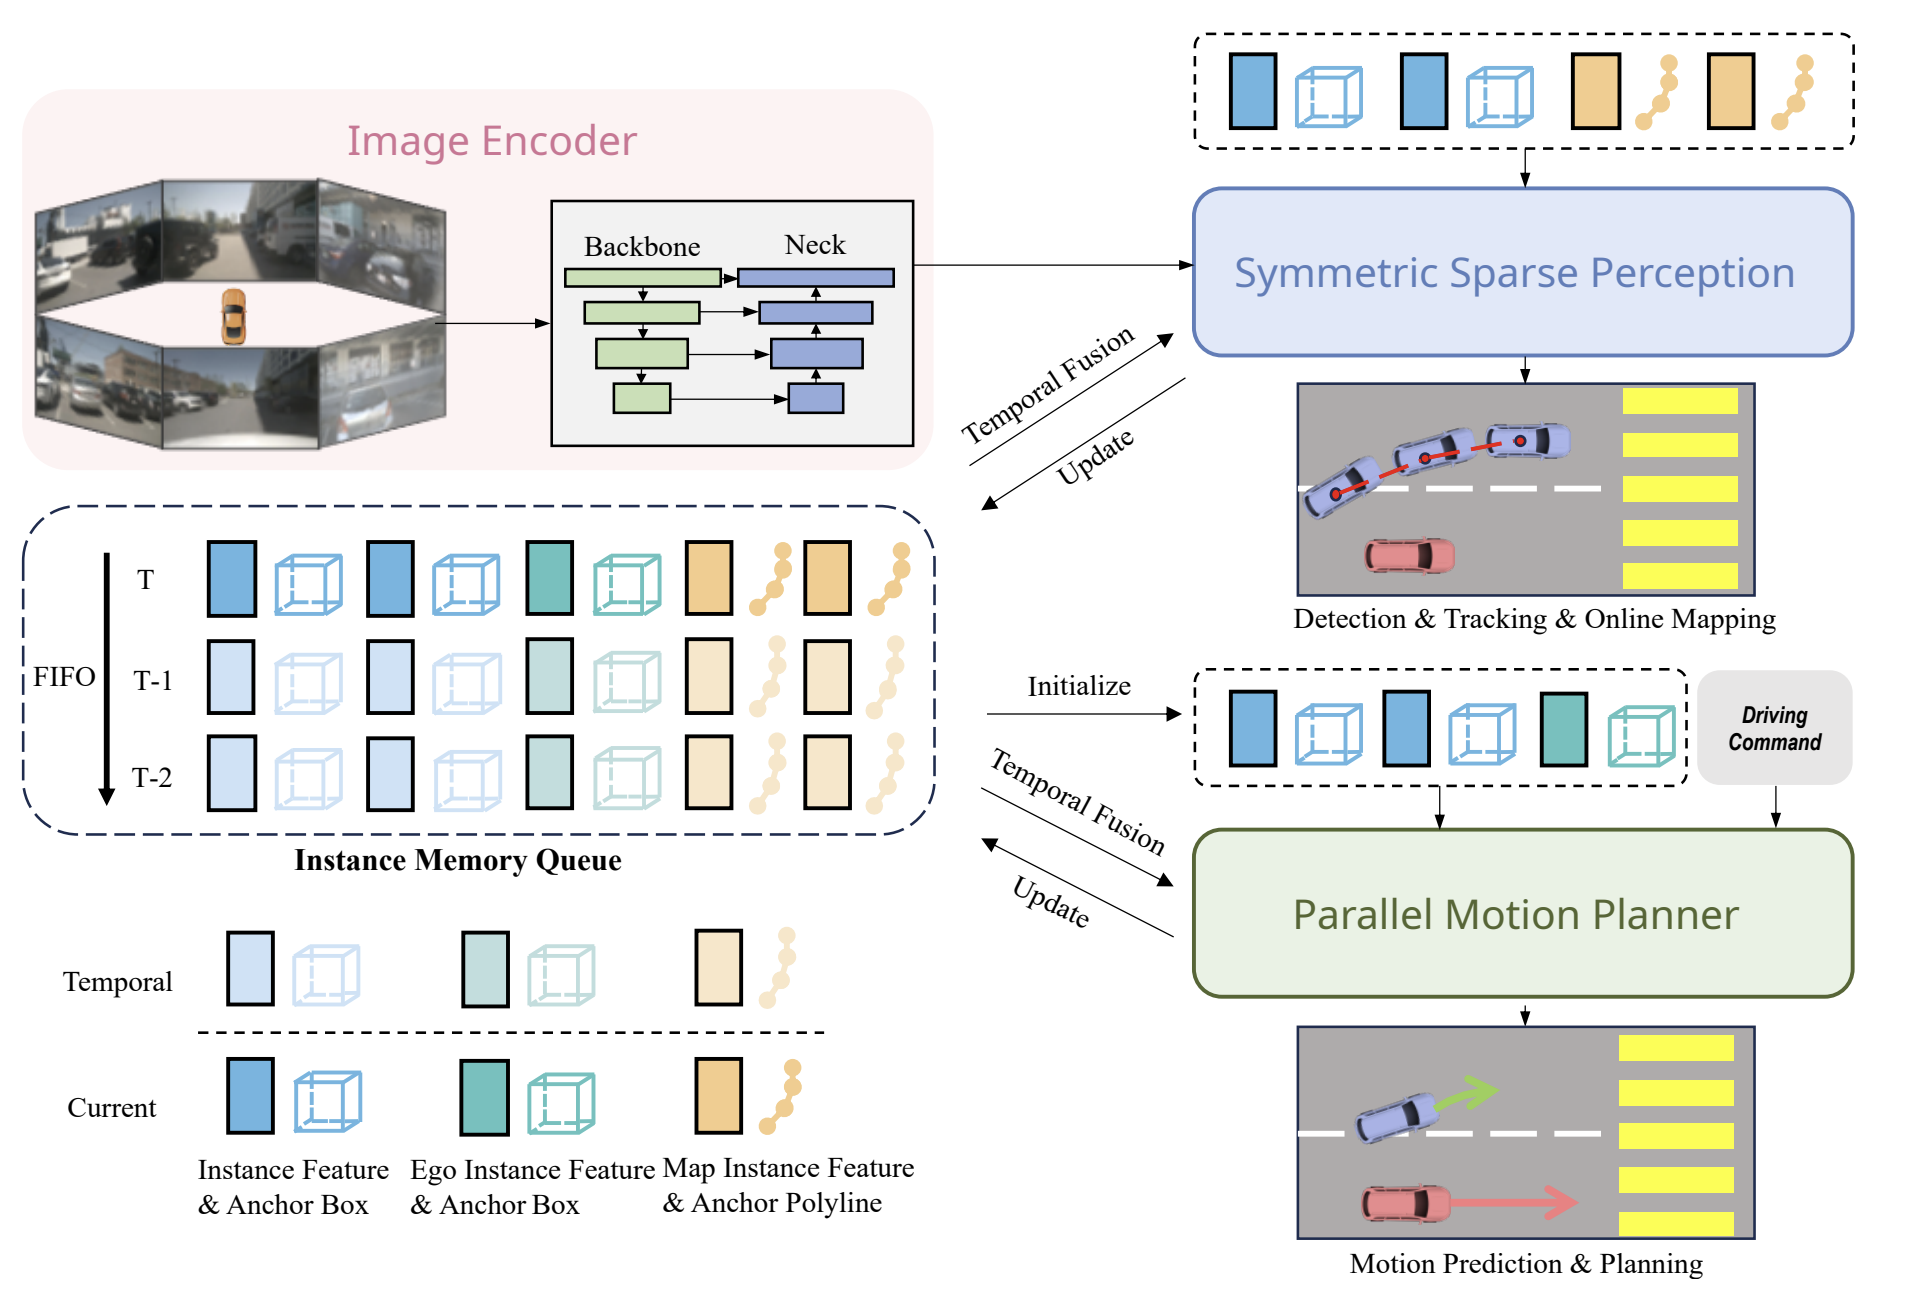 Image Encoder
Backbone
Neck
Symmetric Sparse Perception
Temporal Fusion
Update
Detection & Tracking & Online Mapping
FIFO
T
T-1
T-2
Instance Memory Queue
Initialize
Driving
Command
Temporal Fusion
Update
Parallel Motion Planner
Motion Prediction & Planning
Temporal
Current
Instance Feature
& Anchor Box
Ego Instance Feature
& Anchor Box
Map Instance Feature
& Anchor Polyline